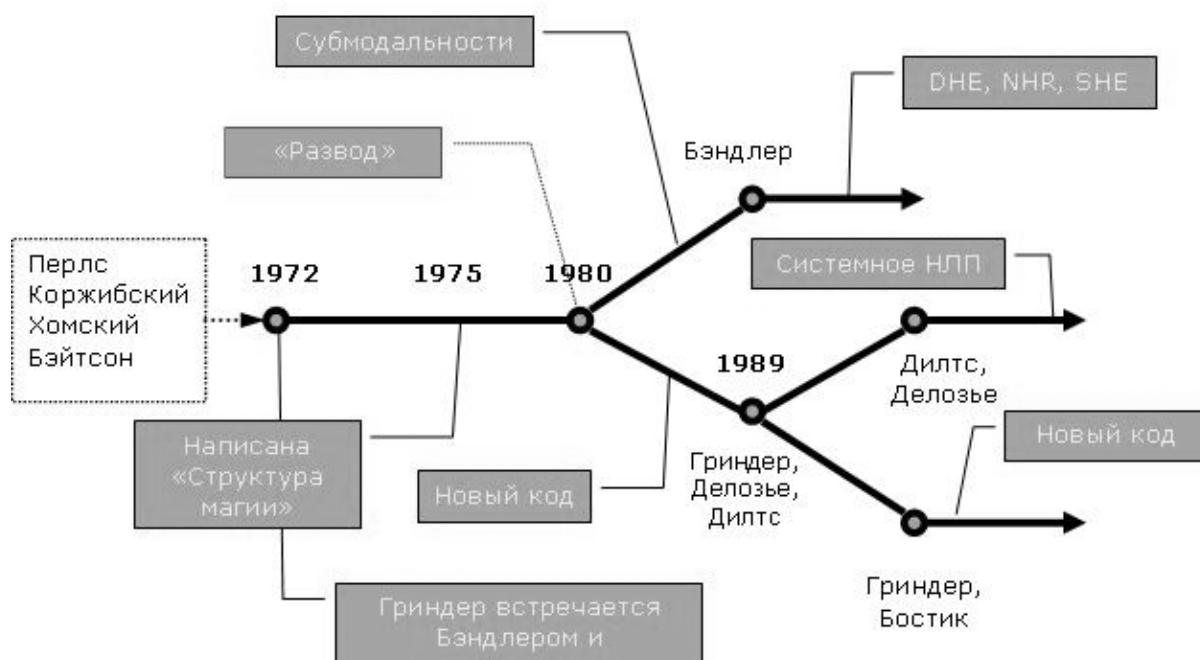 Субмодальности
DHE, NHR, SHE
«Развод»
Бэндлер
Перлс
Коржибский
Хомский
Бэйтсон
1972
1975
1980
Системное НЛП
1989
Дилтс,
Делозье
Написана
«Структура
магии»
Новый код
Гриндер,
Делозье,
Дилтс
Новый код
Гриндер встречается
Бэндлером и
Гриндер,
Бостик